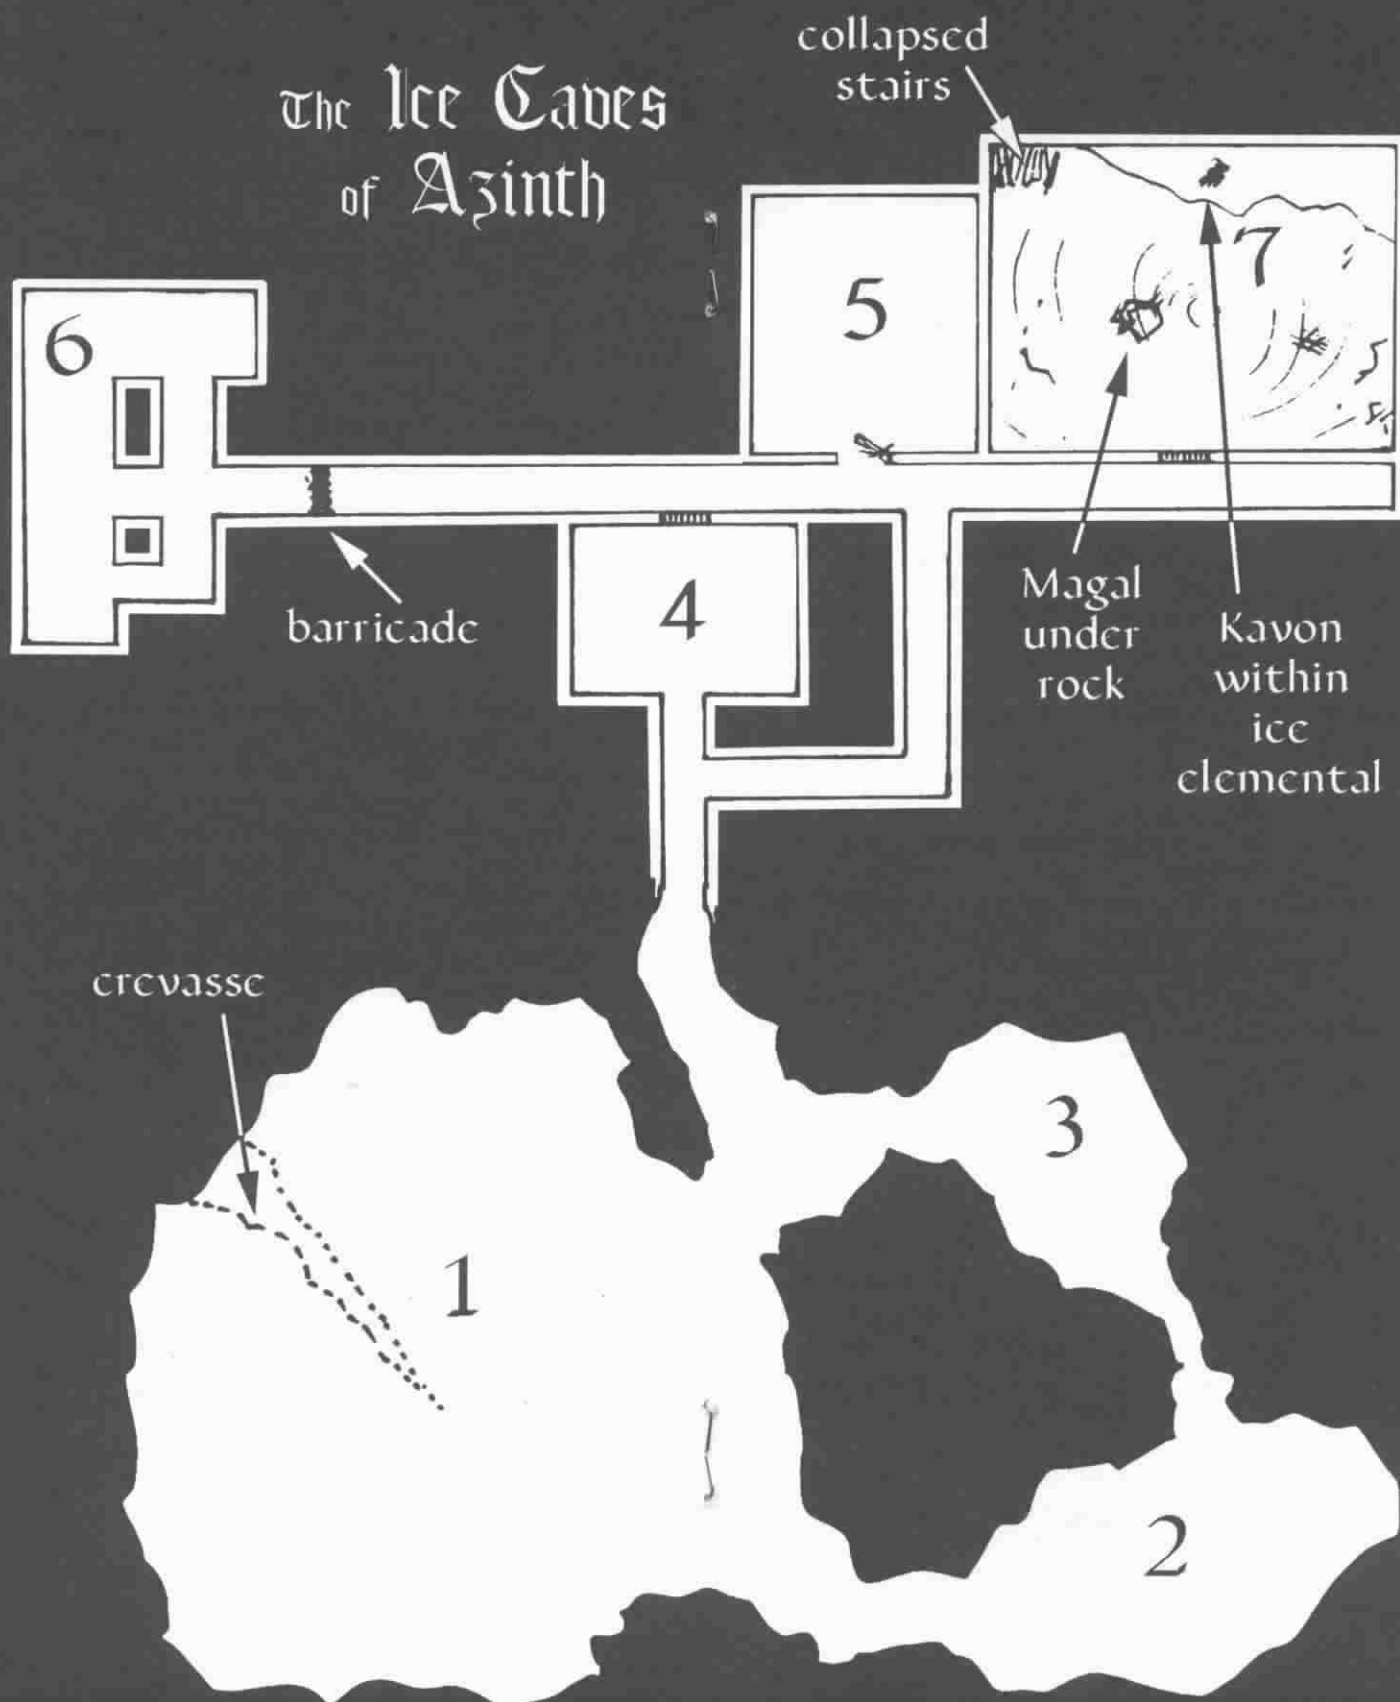 The Ice Caves
of Azinth
collapsed
stairs
5
7
6
4
barricade
Magal
under
rock
Kavon
within
ice
elemental
crevasse
3
1
2